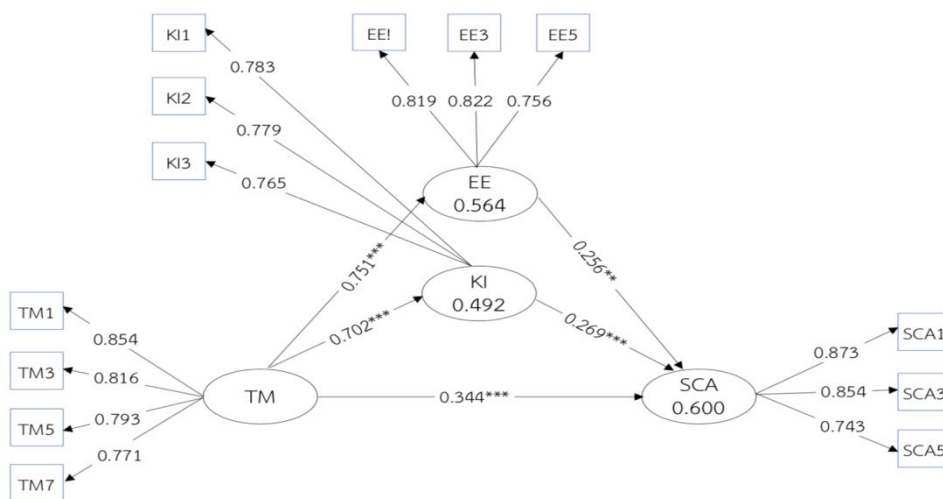 KI1
0.783
KI2
0.779
KI3
0.765
EE!
EE3
EE5
0.819
0.822
0.756
EE
0.564
0.751***
0.256**
KI
0.492
0.702***
0.269***
TM1
0.854
TM3
0.816
TM5
0.793
TM7
0.771
TM
0.344***
SCA
0.600
0.873
SCA1
0.854
SCA3
0.743
SCA5